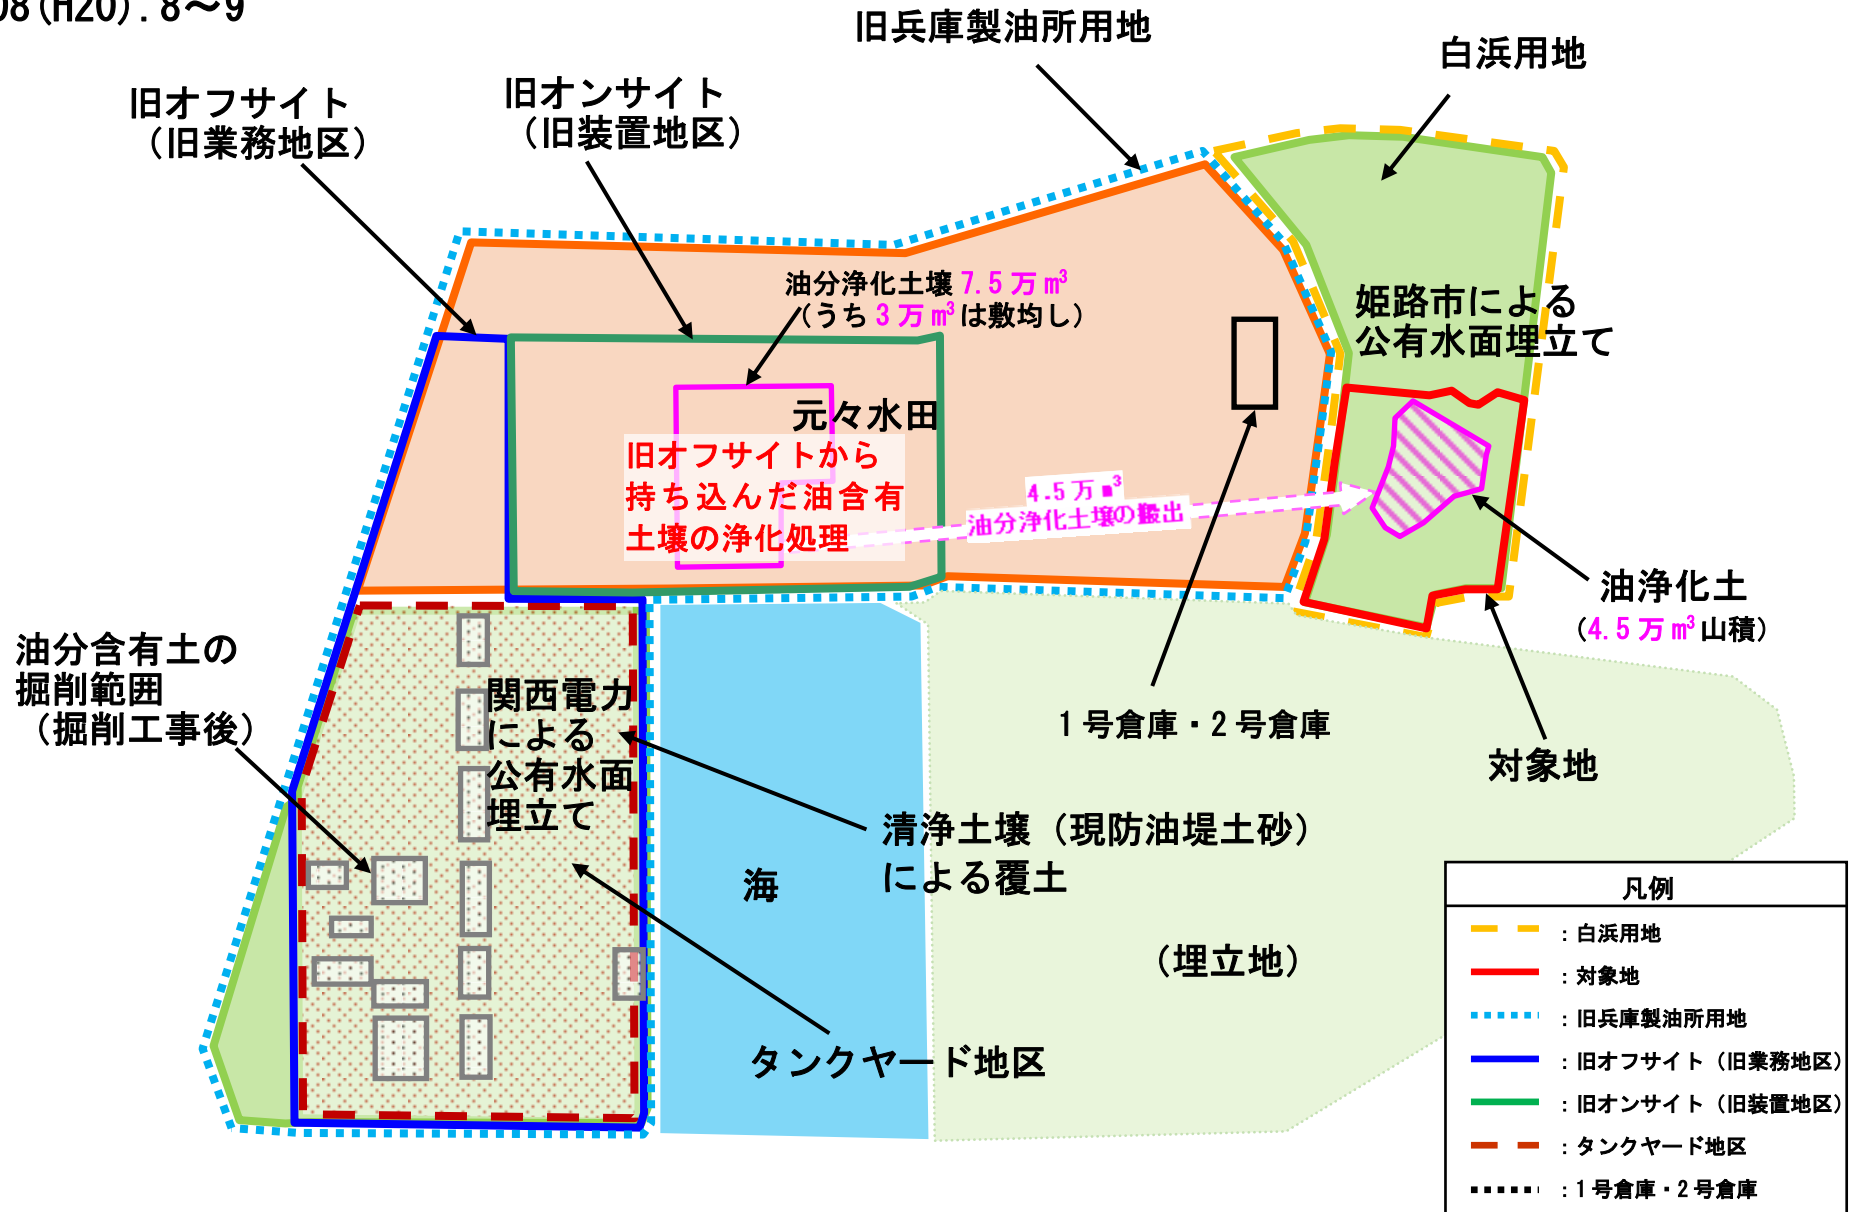 08(H20).8～9
旧兵庫製油所用地
白浜用地
旧オフサイト
（旧業務地区）
旧オンサイト
（旧装置地区）
油分浄化土壌 7.5 万㎥
（うち 3 万㎥は敷均し）
姫路市による
公有水面埋立て
元々水田
旧オフサイトから
持ち込んだ油含有
土壌の浄化処理
4.5 万㎥
油分浄化土壌の搬出
油浄化土
（4.5 万㎥山積）
油分含有土の
掘削範囲
（掘削工事後）
関西電力
による
公有水面
埋立て
1 号倉庫・2 号倉庫
対象地
清浄土壌（現防油堤土砂）
による覆土
海
（埋立地）
タンクヤード地区
凡例
：白浜用地
：対象地
：旧兵庫製油所用地
：旧オフサイト（旧業務地区）
：旧オンサイト（旧装置地区）
：タンクヤード地区
：1 号倉庫・2 号倉庫